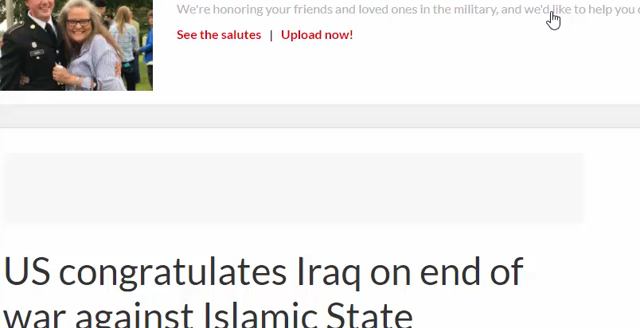 We're honoring your friends and loved ones in the military, and we'd like to help you
See the salutes | Upload now!
US congratulates Iraq on end of
war against Islamic State